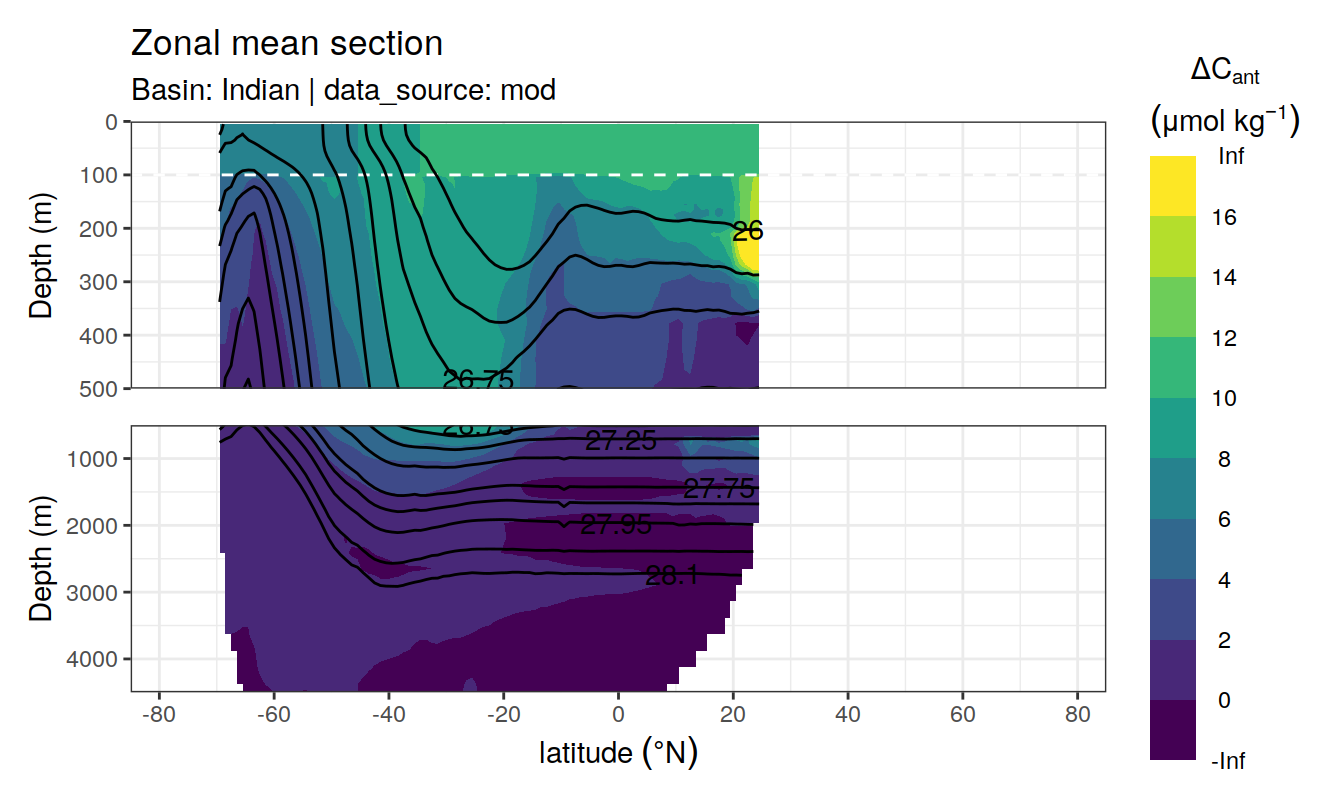 Zonal mean section
Basin: Indian | data_source: mod
ΔCant
(μmol kg⁻¹)
Depth (m)
0
100
200
300
400
500
26
26.75
Inf
16
14
12
10
8
6
4
2
0
-Inf
Depth (m)
1000
2000
3000
4000
26.75
27.25
27.75
27.95
28.1
-80 -60 -40 -20 0 20 40 60 80
latitude (°N)